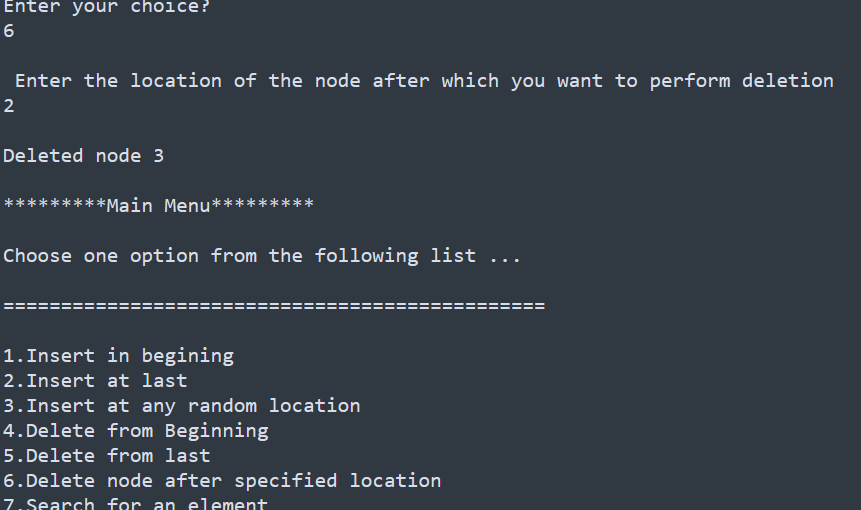 Enter your choice?
6
Enter the location of the node after which you want to perform deletion
2
Deleted node 3
*********Main Menu*********
Choose one option from the following list ...
===============================================
1.Insert in begining
2.Insert at last
3.Insert at any random location
4.Delete from Beginning
5.Delete from last
6.Delete node after specified location
7.Search for an element